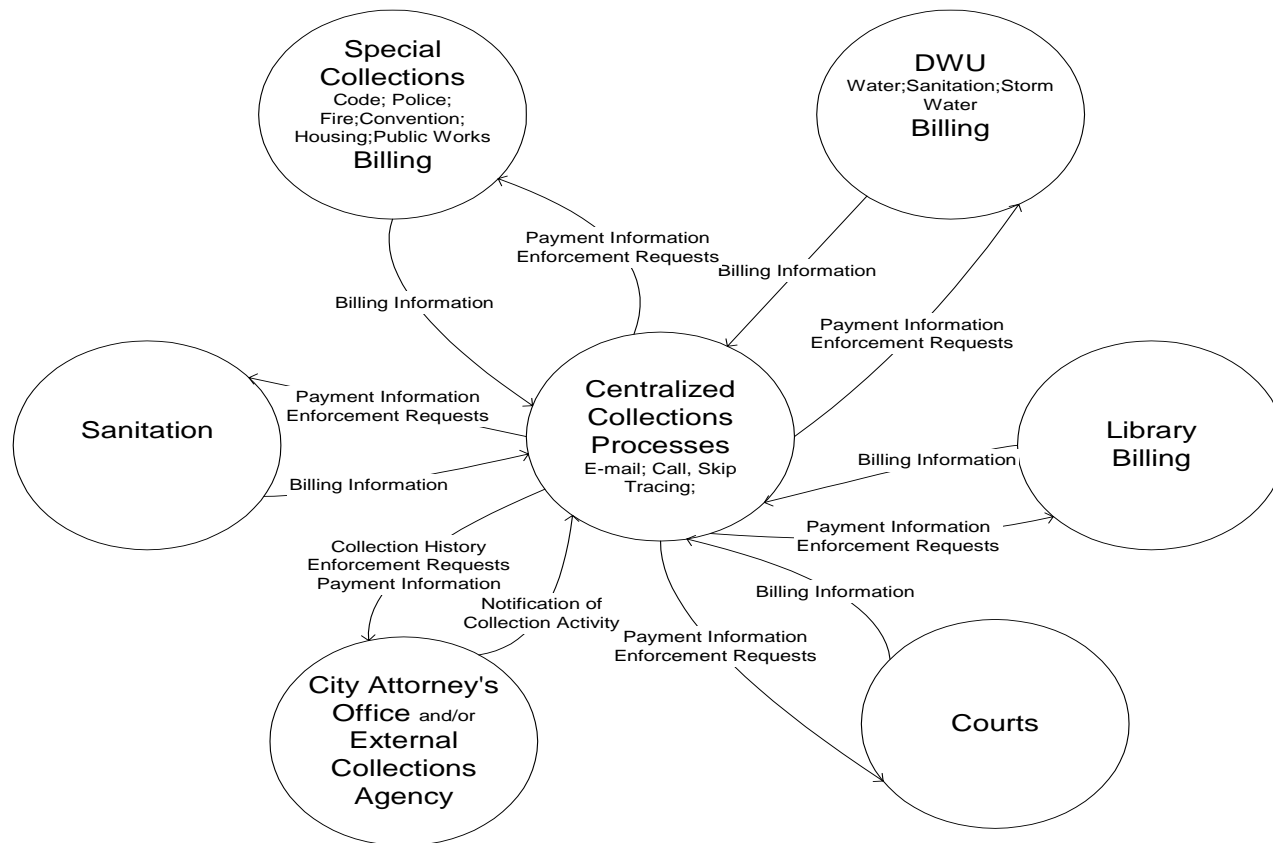 Special
Collections
Code; Police;
Fire;Convention;
Housing;Public Works
Billing
DWU
Water;Sanitation;Storm
Water
Billing
Payment Information
Enforcement Requests
Billing Information
Billing Information
Payment Information
Enforcement Requests
Sanitation
Payment Information
Enforcement Requests
Billing Information
Centralized
Collections
Processes
E-mail; Call, Skip
Tracing;
Library
Billing
Billing Information
Payment Information
Enforcement Requests
Collection History
Enforcement Requests
Payment Information
Notification of
Collection Activity
Billing Information
Payment Information
Enforcement Requests
City Attorney's
Office and/or
External
Collections
Agency
Courts